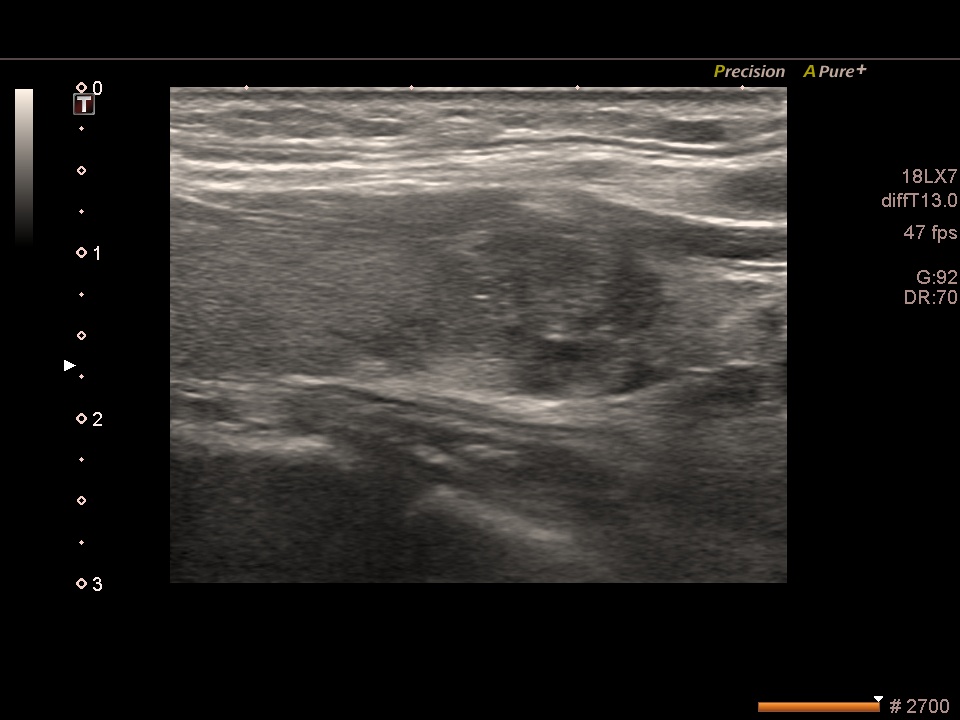 Precision A Pure+
0
T
1
2
3
18LX7
diffT13.0
47 fps
G:92
DR:70
# 2700